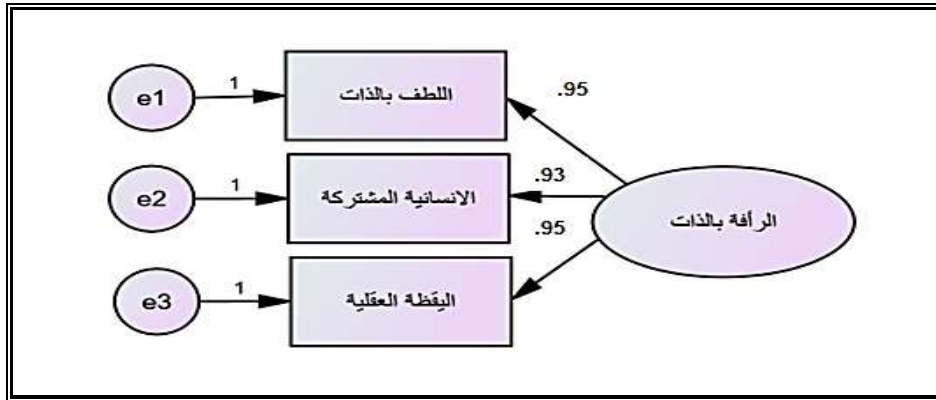 e1
1
اللطف بالذات
.95
e2
1
الانسانية المشتركة
.93
الرأفة بالذات
e3
1
اليقظة العقلية
.95